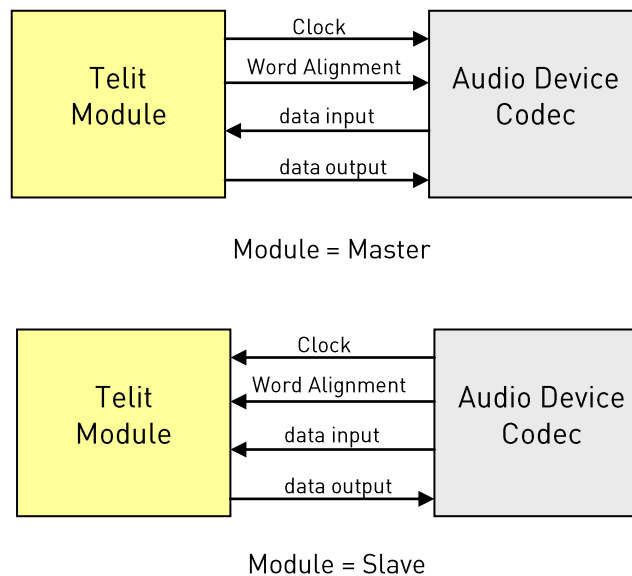 Clock
Telit
Module
Word Alignment
Audio Device
Codec
data input
data output
Module = Master
Clock
Telit
Module
Word Alignment
Audio Device
Codec
data input
data output
Module = Slave